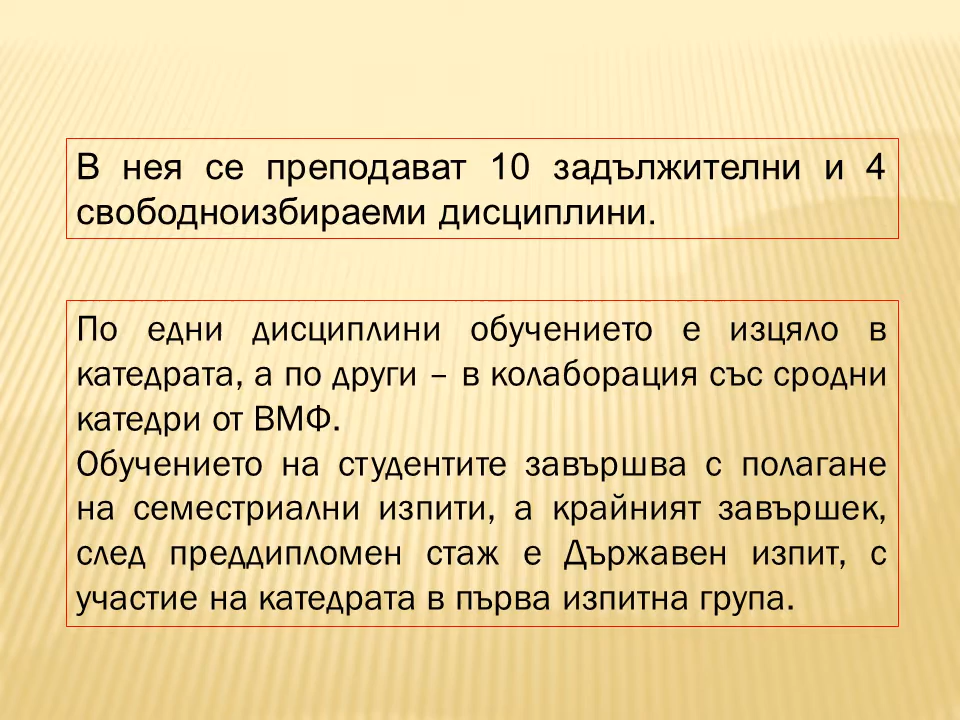 В нея се преподават 10 задължителни и 4
свободноизбираеми дисциплини.
По едни дисциплини обучението е изцяло в
катедрата, а по други – в колаборация със сродни
катедри от ВМФ.
Обучението на студентите завършва с полагане
на семестриални изпити, а крайният завършек,
след преддипломен стаж е Държавен изпит, с
участие на катедрата в първа изпитна група.